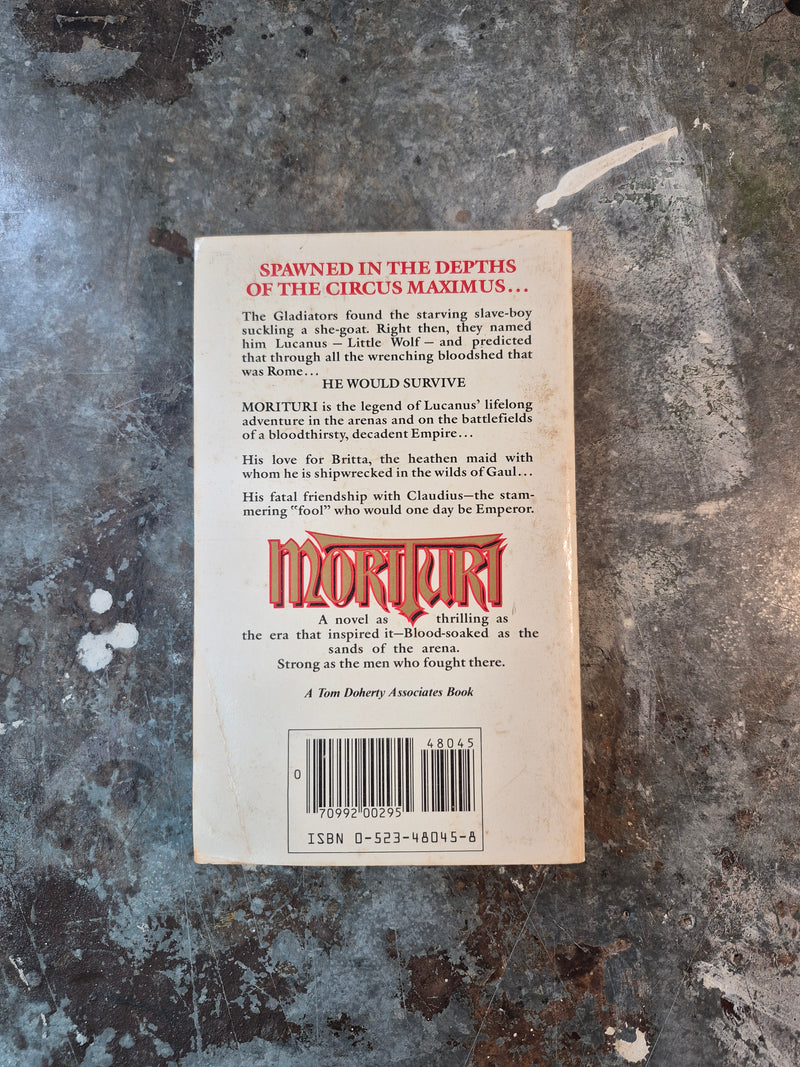 SPAWNED IN THE DEPTHS
OF THE CIRCUS MAXIMUS...
The Gladiators found the starving slave-boy
suckling a she-goat. Right then, they named
him Lucanus — Little Wolf — and predicted
that through all the wrenching bloodshed that
was Rome...
HE WOULD SURVIVE
MORITURI is the legend of Lucanus' lifelong
adventure in the arenas and on the battlefields
of a bloodthirsty, decadent Empire...
His love for Britta, the heathen maid with
whom he is shipwrecked in the wilds of Gaul...
His fatal friendship with Claudius—the stam-
mering "fool" who would one day be Emperor.
MORITURI
A novel as thrilling as
the era that inspired it—Blood-soaked as the
sands of the arena.
Strong as the men who fought there.
A Tom Doherty Associates Book
48045
0
70992 00295
ISBN 0-523-48045-8